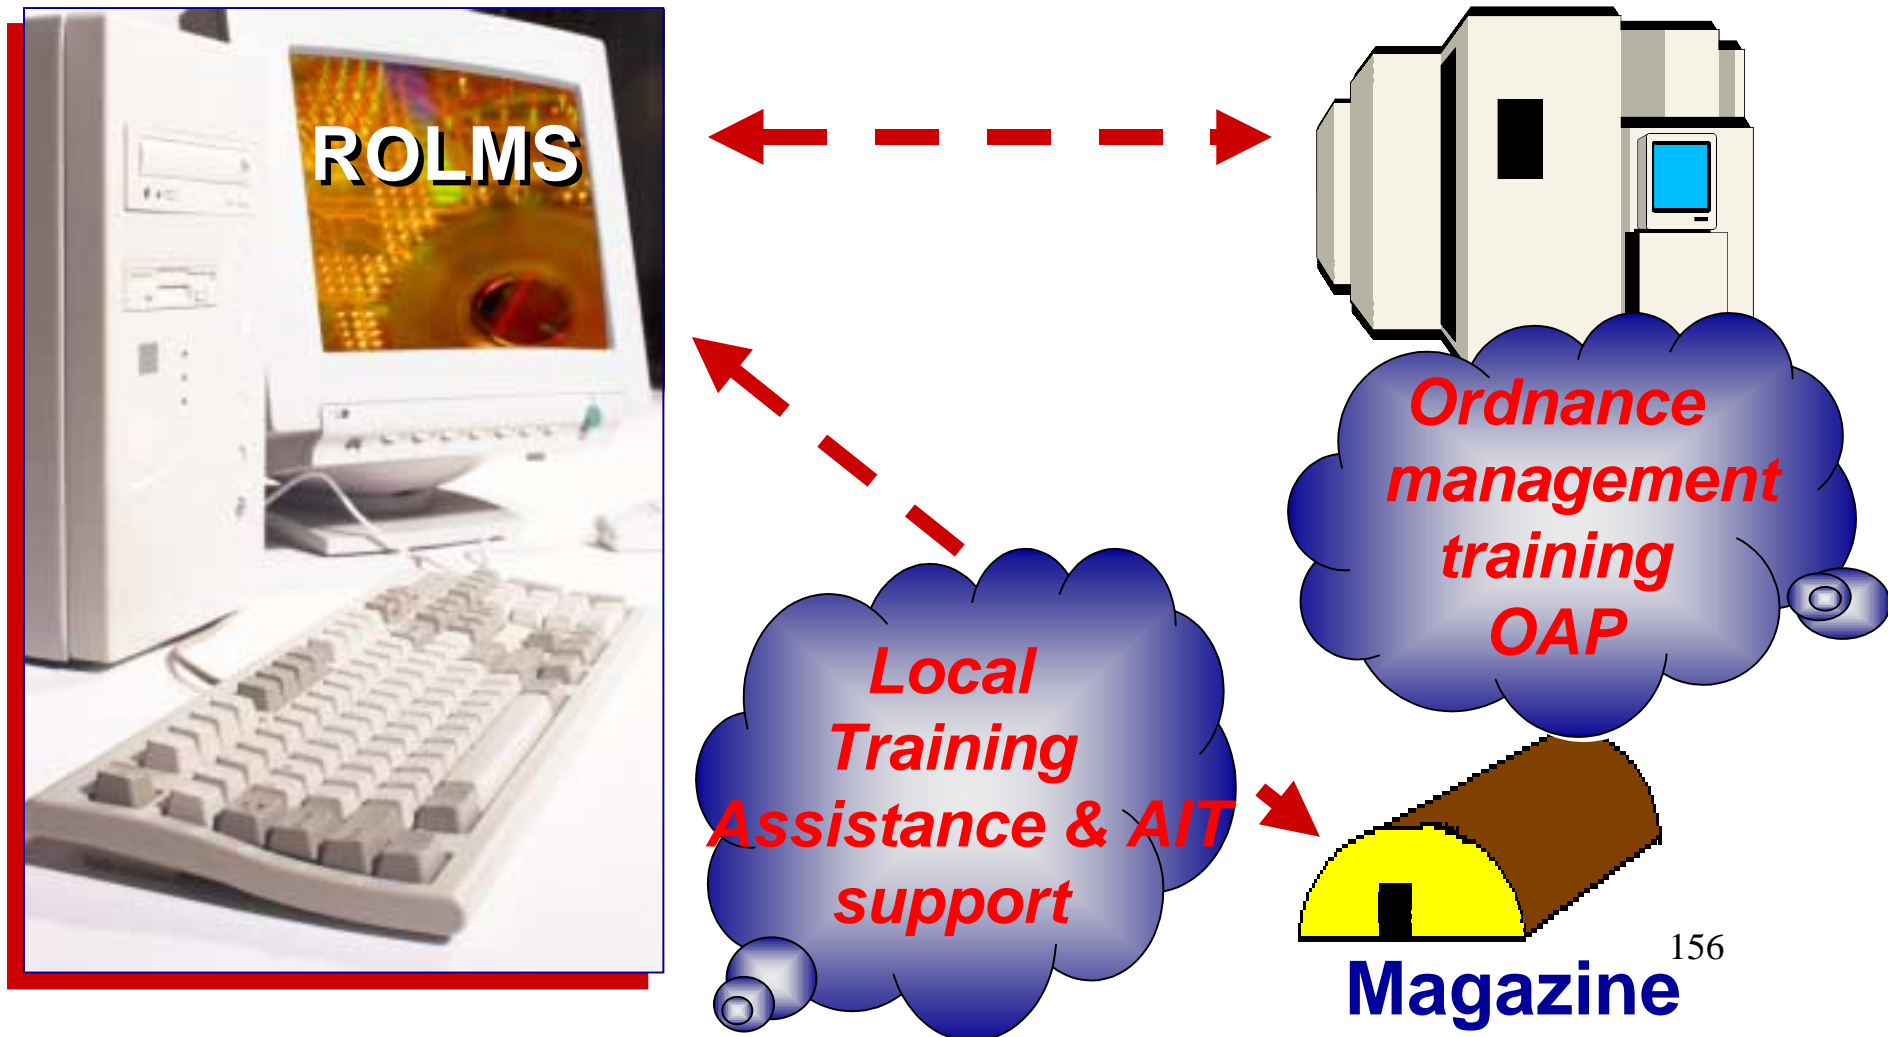 ROLMS
Ordnance
management
training
OAP
Local
Training
Assistance & AIT
support
156
Magazine